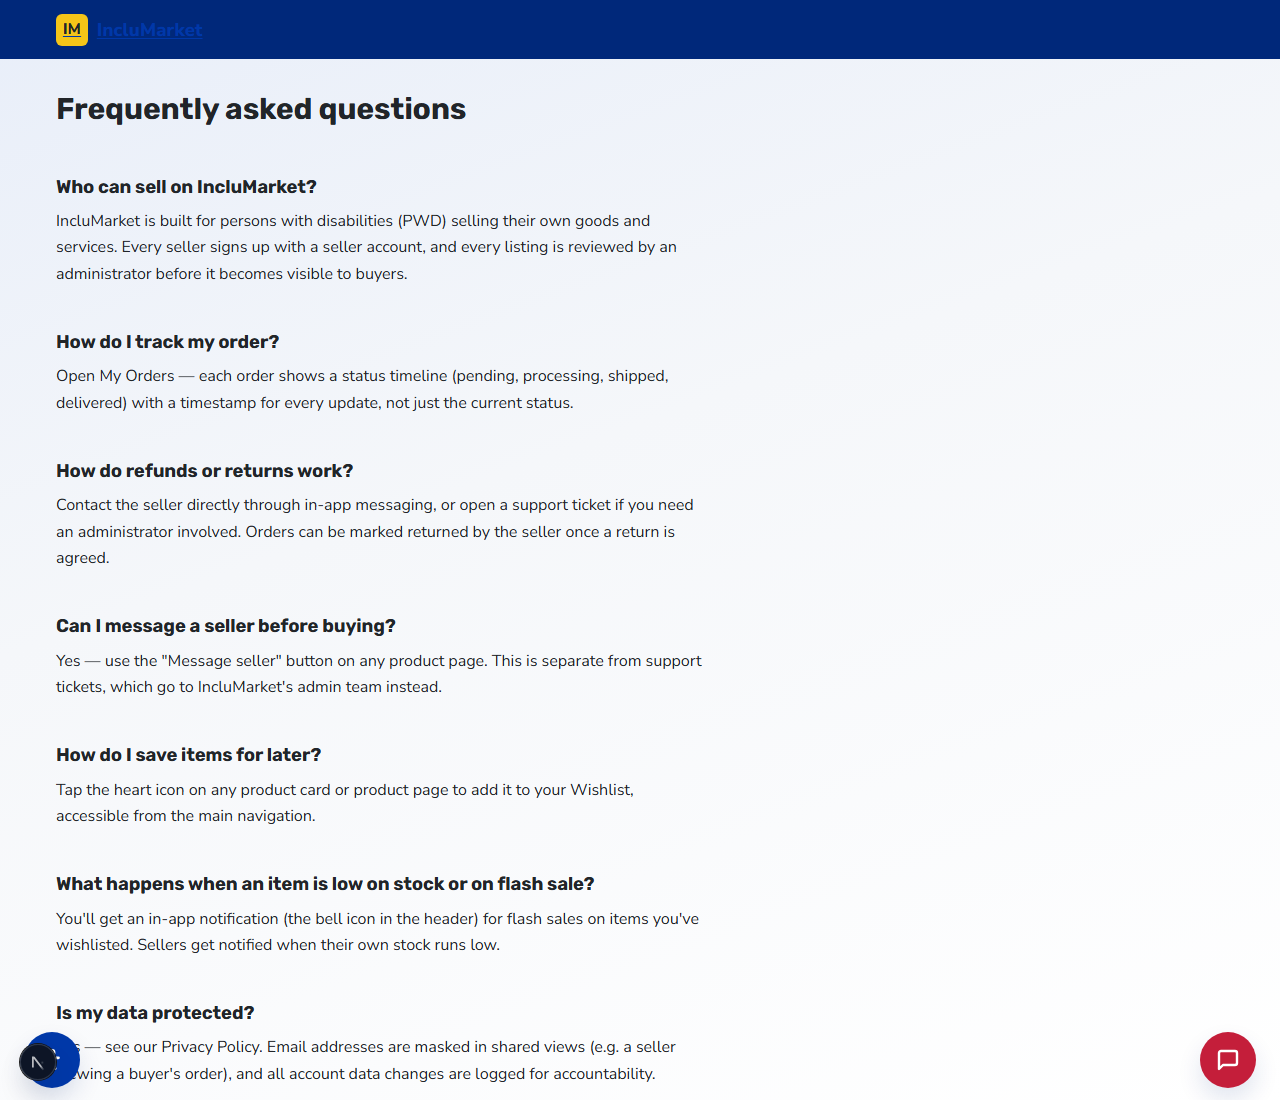 IM IncluMarket
Frequently asked questions
Who can sell on IncluMarket?
IncluMarket is built for persons with disabilities (PWD) selling their own goods and
services. Every seller signs up with a seller account, and every listing is reviewed by an
administrator before it becomes visible to buyers.
How do I track my order?
Open My Orders — each order shows a status timeline (pending, processing, shipped,
delivered) with a timestamp for every update, not just the current status.
How do refunds or returns work?
Contact the seller directly through in-app messaging, or open a support ticket if you need
an administrator involved. Orders can be marked returned by the seller once a return is
agreed.
Can I message a seller before buying?
Yes — use the "Message seller" button on any product page. This is separate from support
tickets, which go to IncluMarket's admin team instead.
How do I save items for later?
Tap the heart icon on any product card or product page to add it to your Wishlist,
accessible from the main navigation.
What happens when an item is low on stock or on flash sale?
You'll get an in-app notification (the bell icon in the header) for flash sales on items you've
wishlisted. Sellers get notified when their own stock runs low.
Is my data protected?
— see our Privacy Policy. Email addresses are masked in shared views (e.g. a seller
a buyer's order), and all account data changes are logged for accountability.